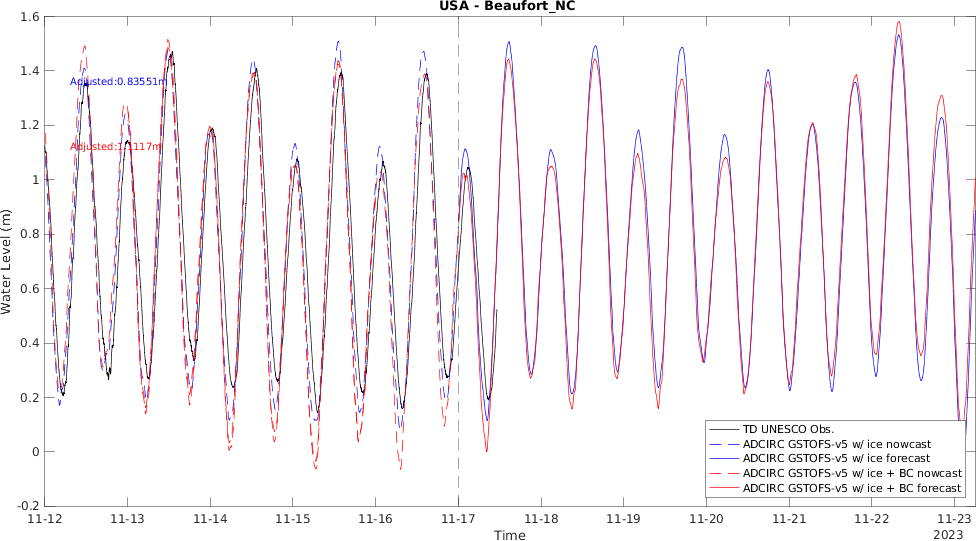 USA - Beaufort_NC
1.6
1.4
1.2
1
0.8
0.6
0.4
0.2
0
-0.2
Water Level (m)
Adjusted:0.83551m
Adjusted:1.1117m
TD UNESCO Obs.
ADCIRC GSTOFS-v5 w/ ice nowcast
ADCIRC GSTOFS-v5 w/ ice forecast
ADCIRC GSTOFS-v5 w/ ice + BC nowcast
ADCIRC GSTOFS-v5 w/ ice + BC forecast
11-12 11-13 11-14 11-15 11-16 11-17 11-18 11-19 11-20 11-21 11-22 11-23
2023
Time